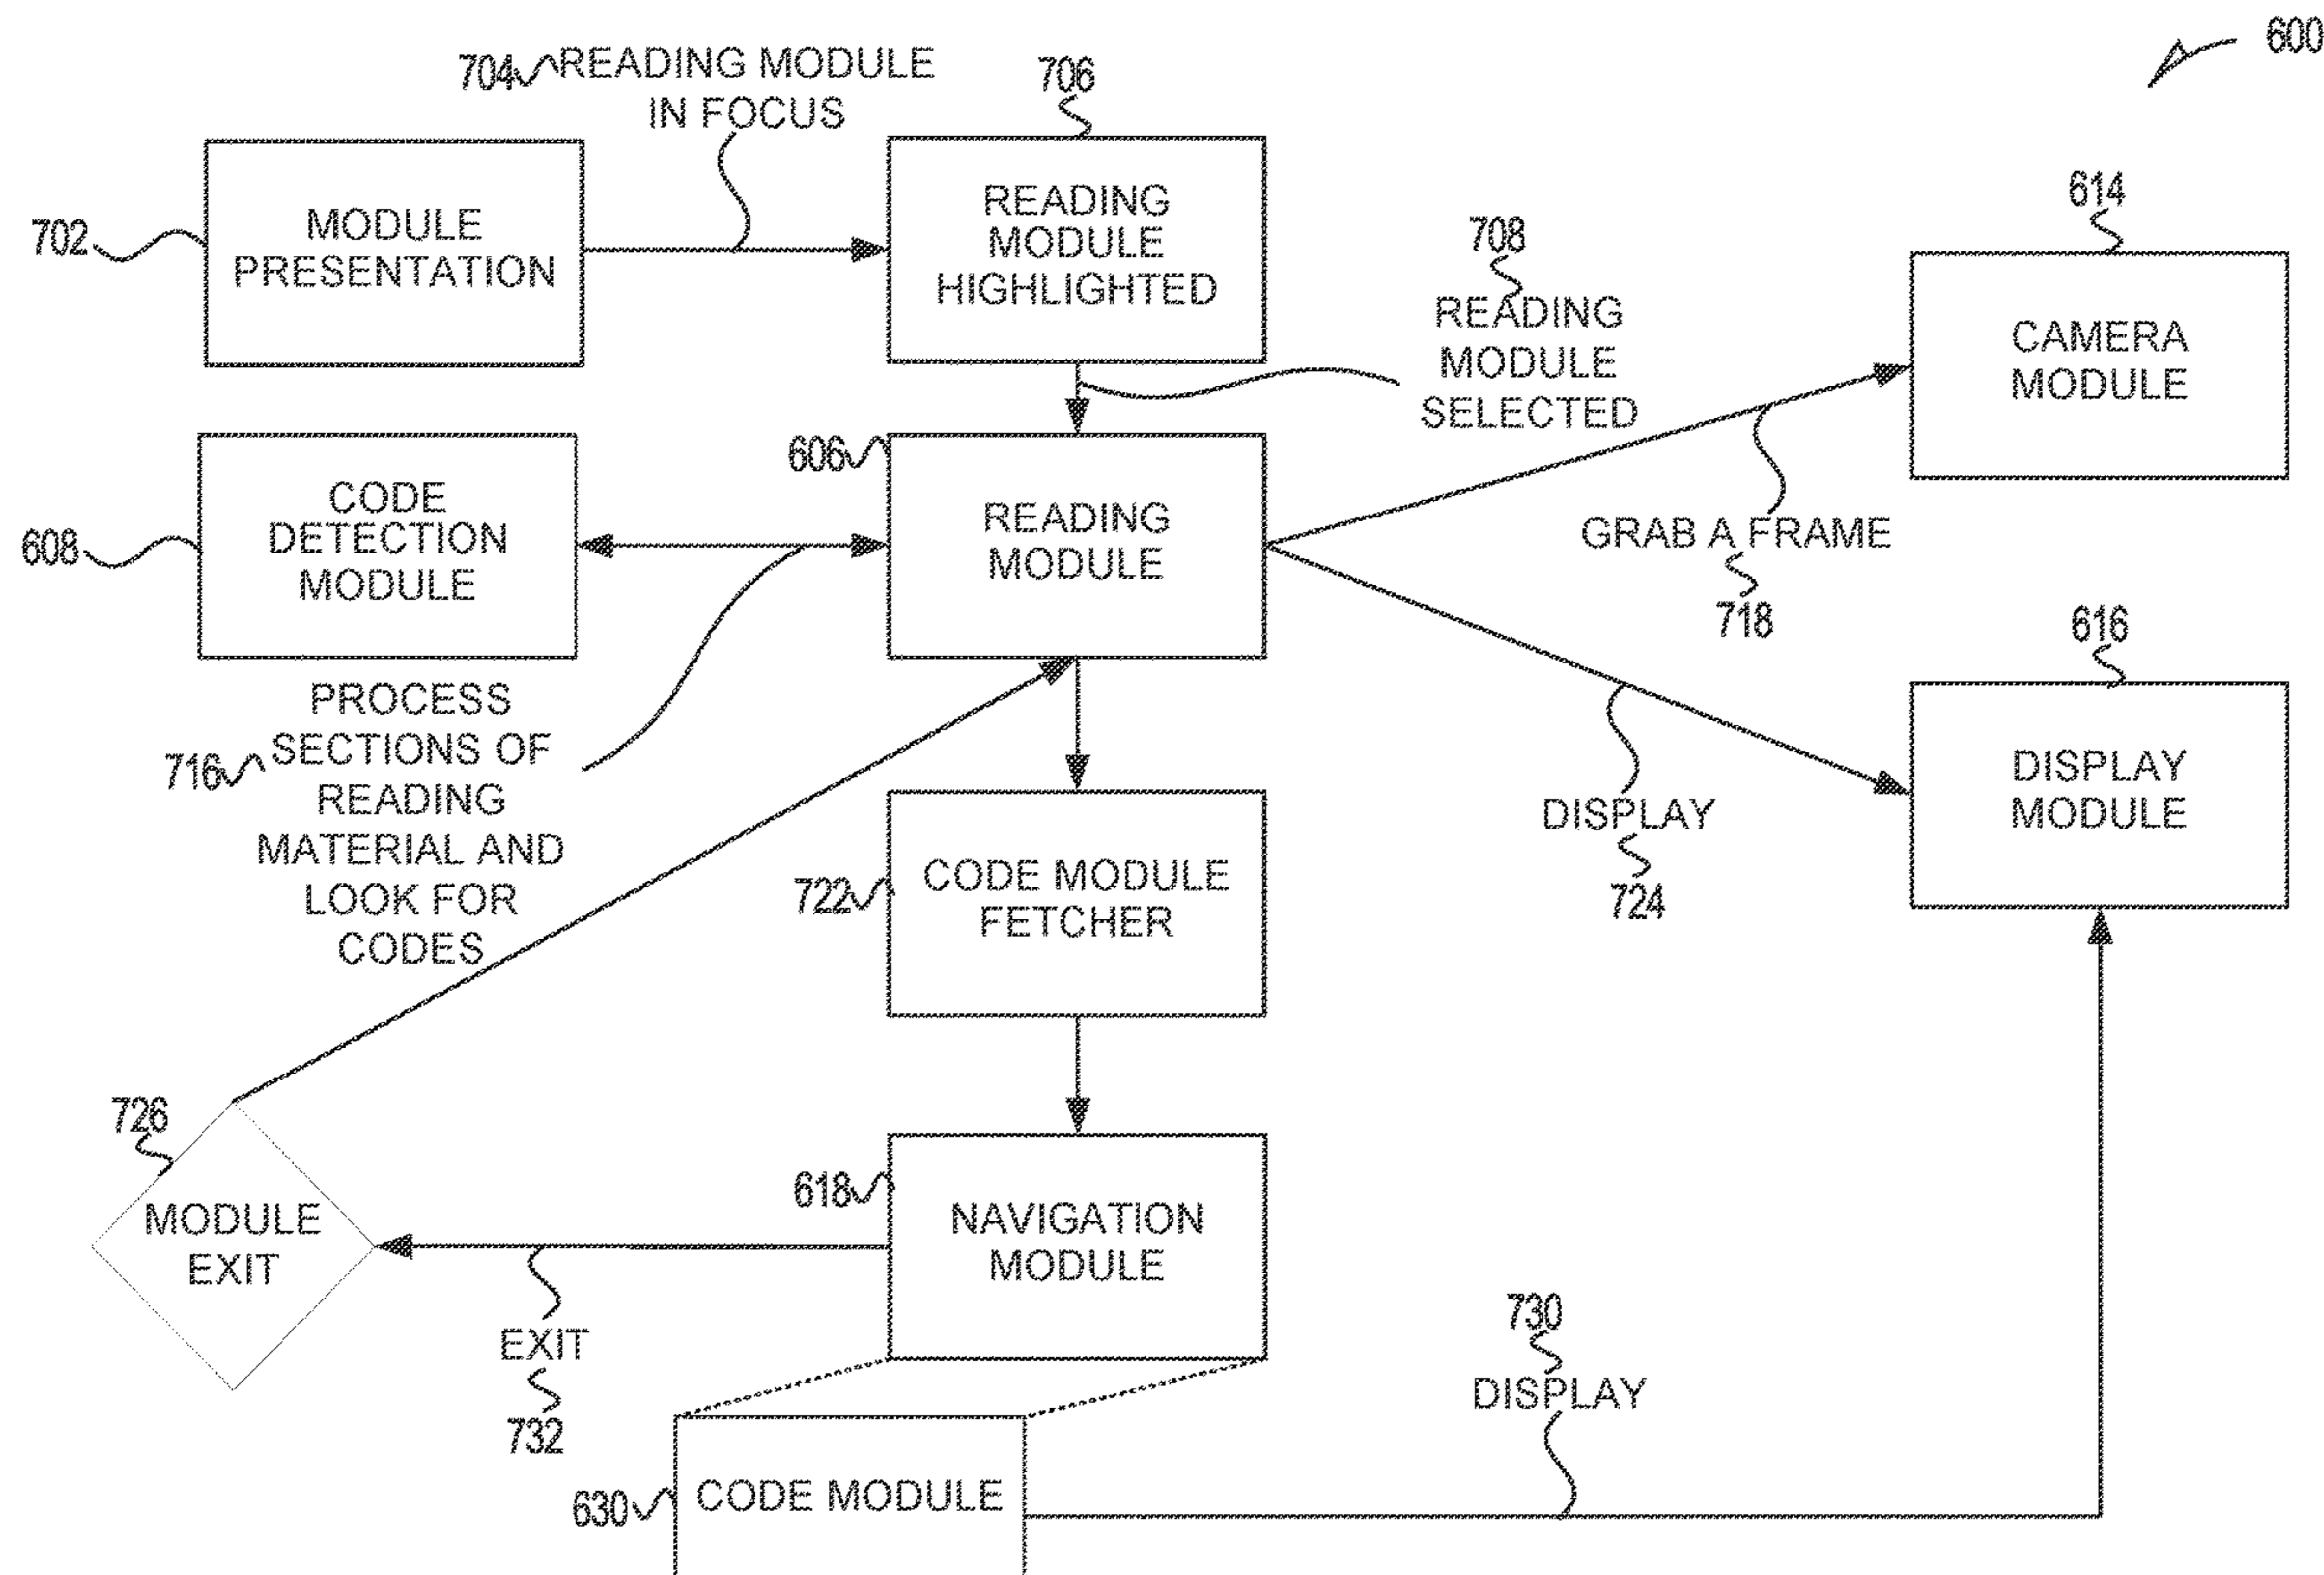 600
704 READING MODULE
IN FOCUS
706
702
MODULE
PRESENTATION
READING
MODULE
HIGHLIGHTED
708
READING
MODULE
SELECTED
614
CAMERA
MODULE
608
CODE
DETECTION
MODULE
606
READING
MODULE
GRAB A FRAME
718
616
DISPLAY
MODULE
716
PROCESS
SECTIONS OF
READING
MATERIAL AND
LOOK FOR
CODES
DISPLAY
724
722
CODE MODULE
FETCHER
726
MODULE
EXIT
618
NAVIGATION
MODULE
EXIT
732
730
DISPLAY
630
CODE MODULE